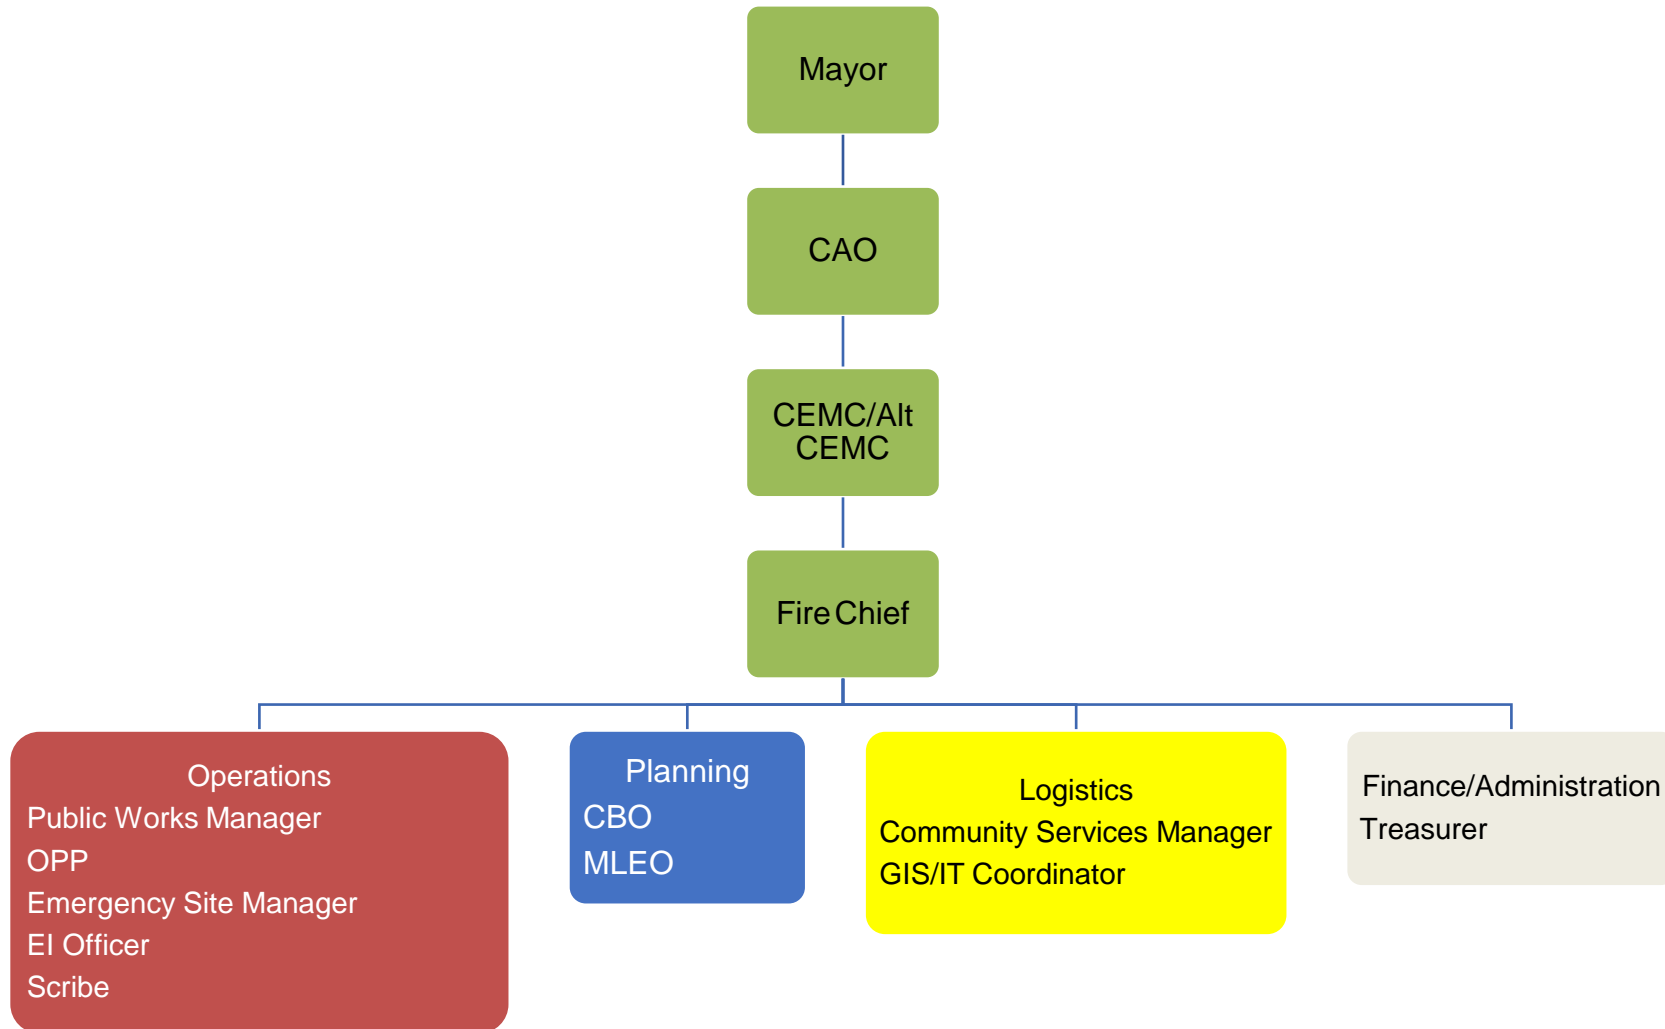 Mayor
CAO
CEMC/Alt
CEMC
Fire Chief
Operations
Public Works Manager
OPP
Emergency Site Manager
EI Officer
Scribe
Planning
CBO
MLEO
Logistics
Community Services Manager
GIS/IT Coordinator
Finance/Administration
Treasurer